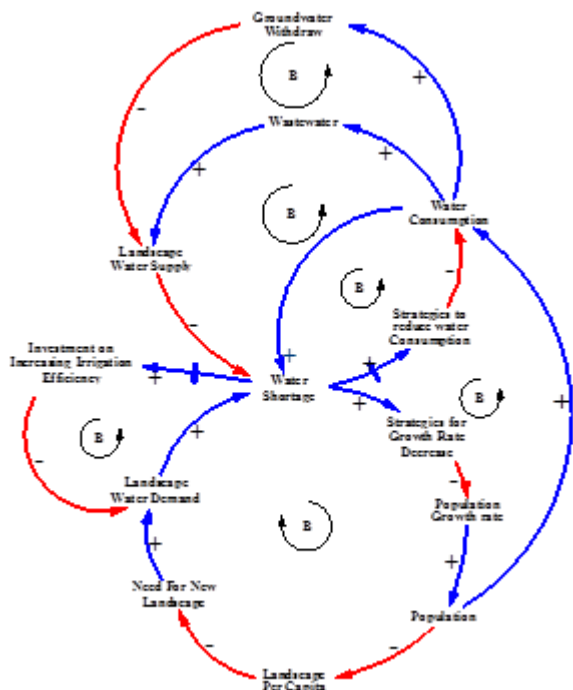 Groundwater
Withdraw
B
+
-
Wastewater
+
+
B
Water
Consumption
Landscape
Water Supply
-
B
-
Strategies to
reduce water
Consumption
Investment on
Increasing Irrigation
Efficiency
+
Water
Shortage
+
+
+
B
+
Strategies for
Growth Rate
Decrease
B
+
-
-
Landscape
Water Demand
Population
Growth rate
B
+
+
Need For New
Landscape
Population
-
-
Landscape
Per Capita